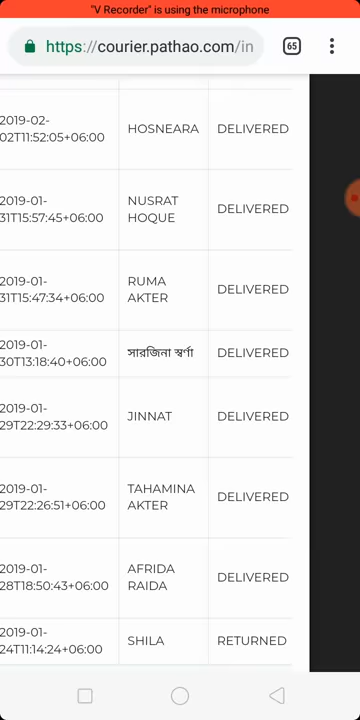 "V Recorder" is using the microphone
https://courier.pathao.com/in
65
2019-02-
02T11:52:05+06:00
HOSNEARA
DELIVERED
2019-01-
31T15:57:45+06:00
NUSRAT
HOQUE
DELIVERED
2019-01-
31T15:47:34+06:00
RUMA
AKTER
DELIVERED
2019-01-
30T13:18:40+06:00
সারজিনা স্বর্ণা
DELIVERED
2019-01-
29T22:29:33+06:00
JINNAT
DELIVERED
2019-01-
29T22:26:51+06:00
TAHAMINA
AKTER
DELIVERED
2019-01-
28T18:50:43+06:00
AFRIDA
RAIDA
DELIVERED
2019-01-
24T11:14:24+06:00
SHILA
RETURNED